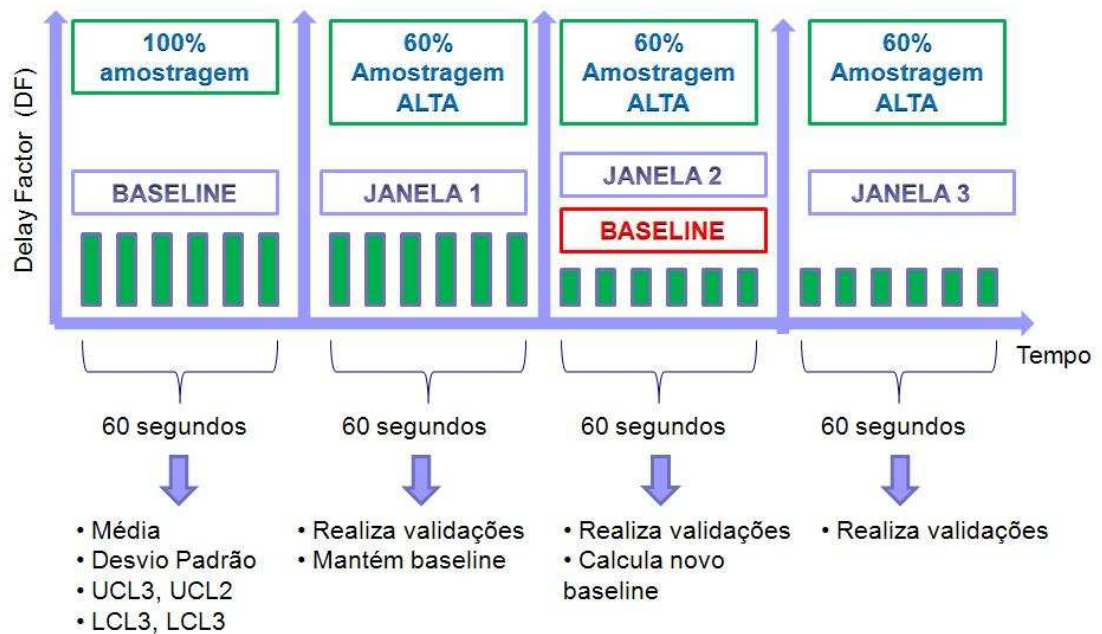 Delay Factor (DF)
100%
amostragem
BASELINE
60 segundos
• Média
• Desvio Padrão
• UCL3, UCL2
• LCL3, LCL3
60%
Amostragem
ALTA
JANELA 1
60 segundos
• Realiza validações
• Mantém baseline
60%
Amostragem
ALTA
JANELA 2
BASELINE
60 segundos
• Realiza validações
• Calcula novo
baseline
60%
Amostragem
ALTA
JANELA 3
60 segundos
• Realiza validações
Tempo